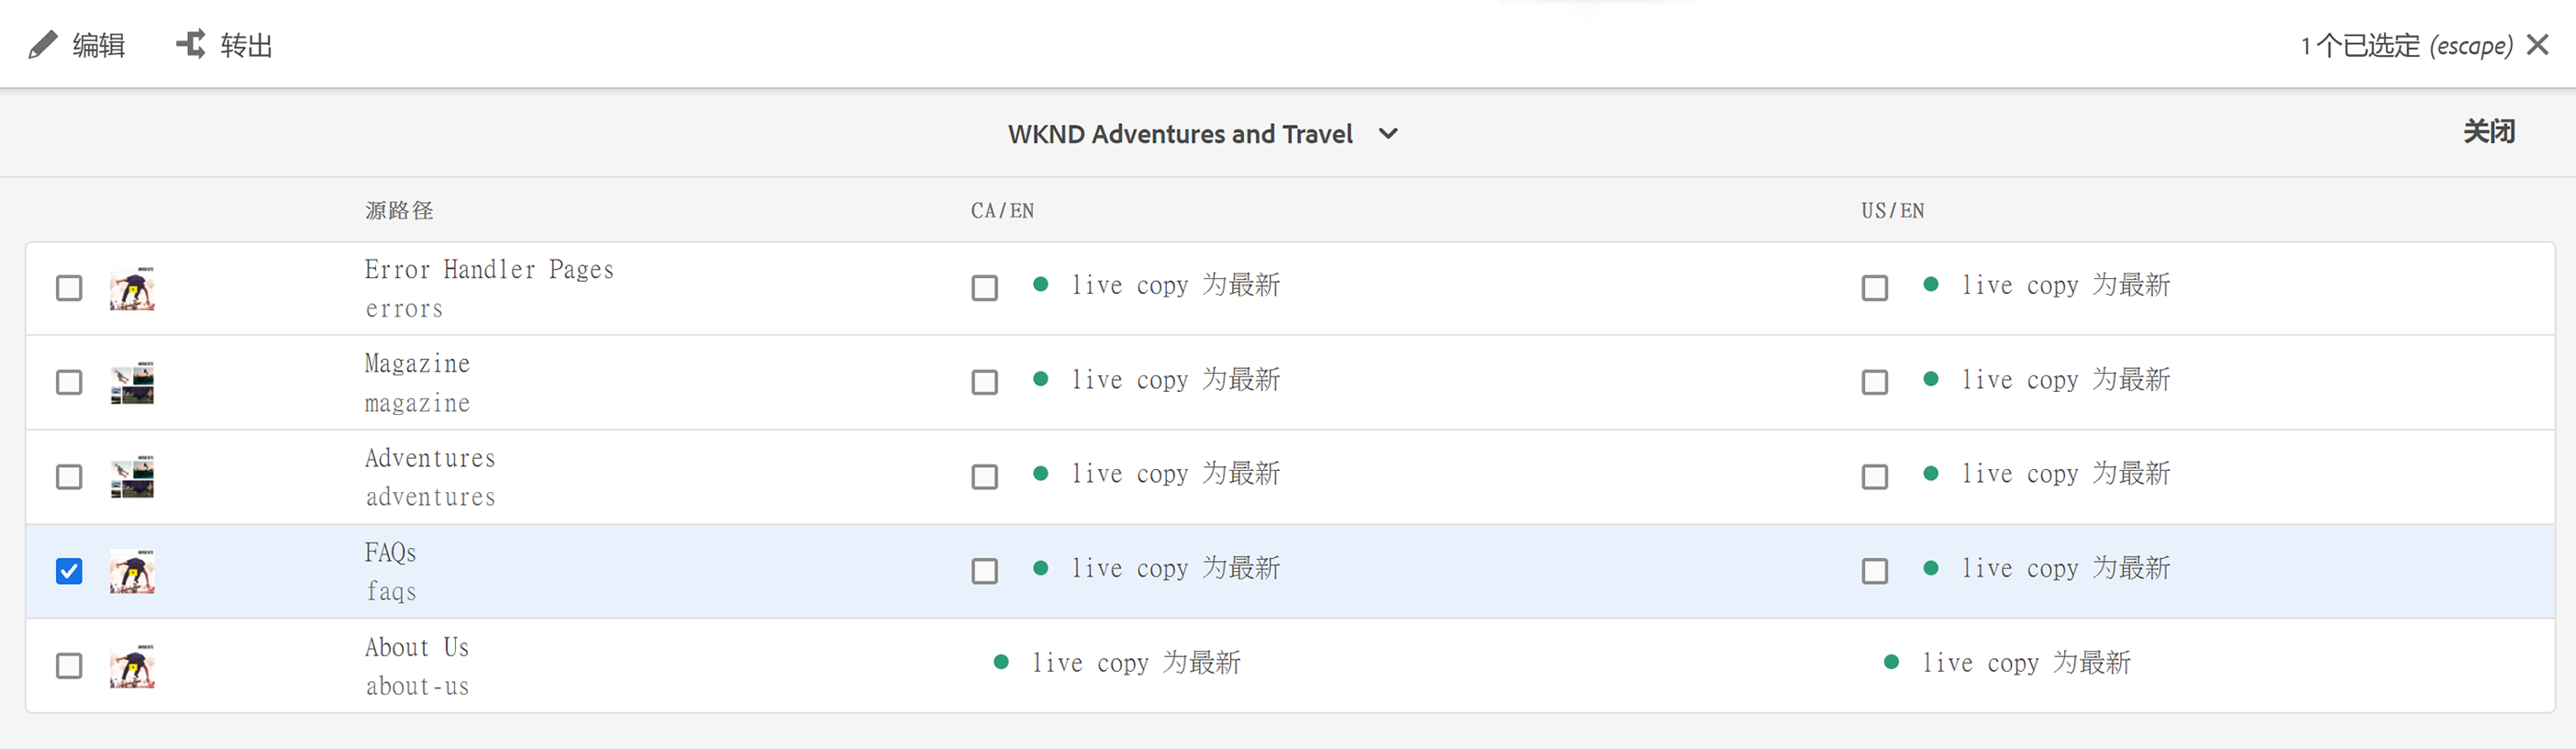 编辑 转出 1 个已选定 (escape)
WKND Adventures and Travel 关闭
源路径 CA/EN US/EN
Error Handler Pages
errors
live copy 为最新 live copy 为最新
Magazine
magazine
live copy 为最新 live copy 为最新
Adventures
adventures
live copy 为最新 live copy 为最新
FAQs
faqs
live copy 为最新 live copy 为最新
About Us
about-us
live copy 为最新 live copy 为最新